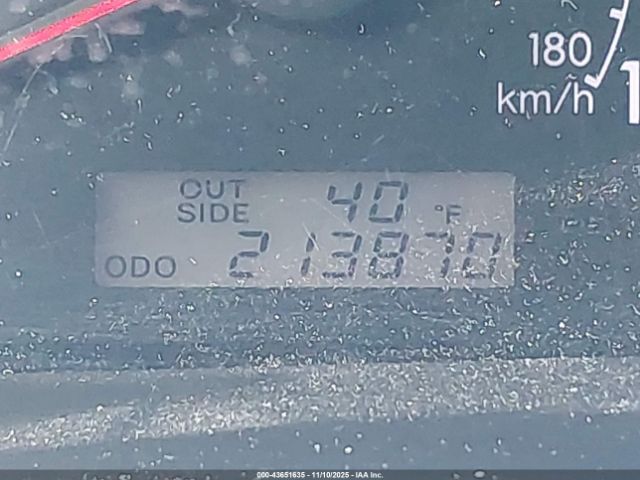 180
km/h
OUT SIDE 40 °F
ODO 213870
000-43651635 - 11/10/2025 - IAA Inc.